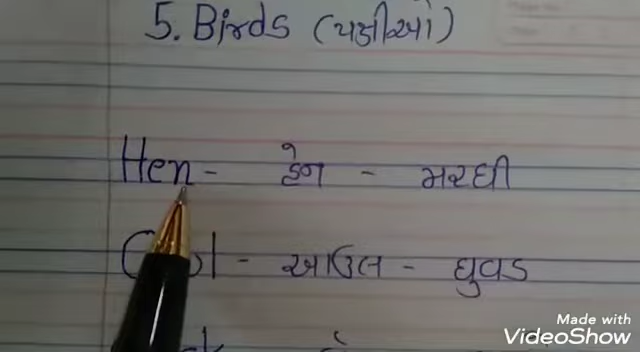 5. Birds (પક્ષીઓ)
Hen - હેન - મરઘી
- આઉલ - ઘુવડ
Made with
VideoShow